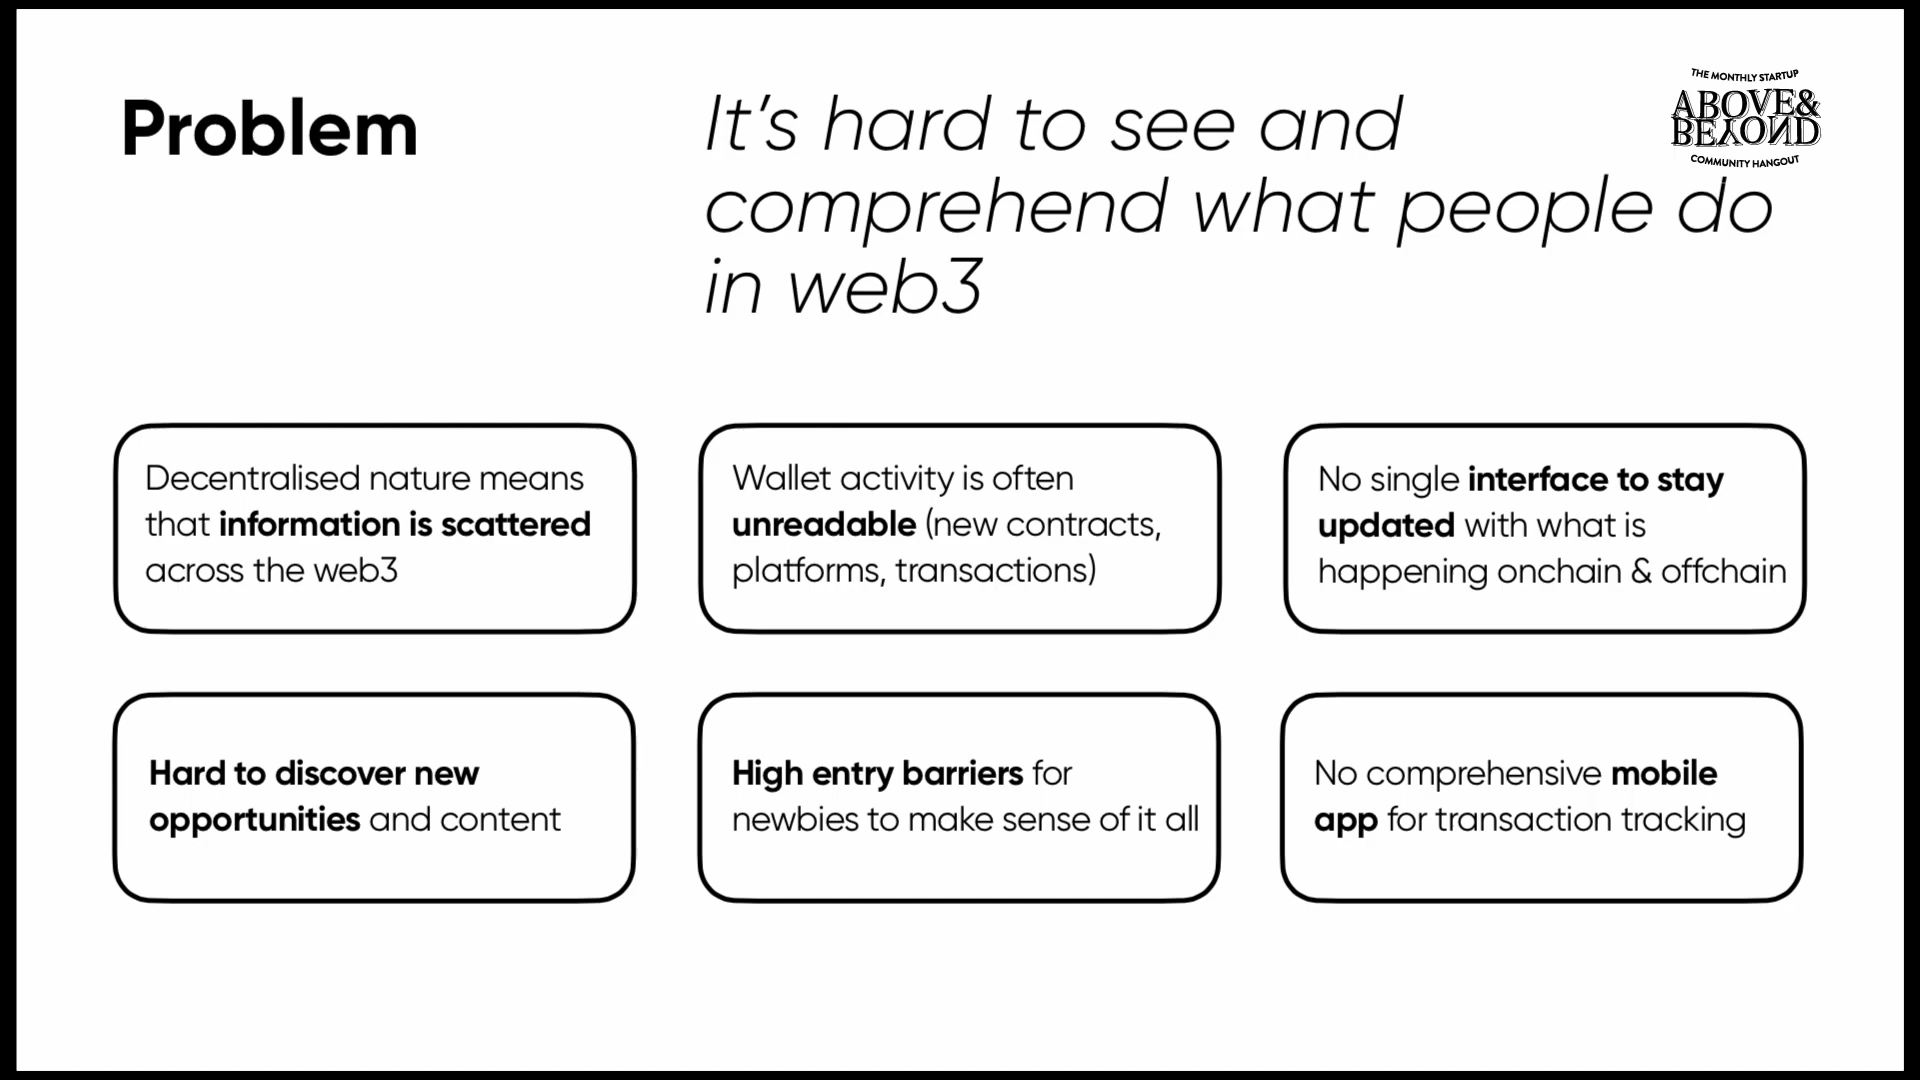 Problem
It's hard to see and
comprehend what people do
in web3
THE MONTHLY STARTUP
ABOVE&
BEYOND
COMMUNITY HANGOUT
Decentralised nature means
that information is scattered
across the web3
Wallet activity is often
unreadable (new contracts,
platforms, transactions)
No single interface to stay
updated with what is
happening onchain & offchain
Hard to discover new
opportunities and content
High entry barriers for
newbies to make sense of it all
No comprehensive mobile
app for transaction tracking